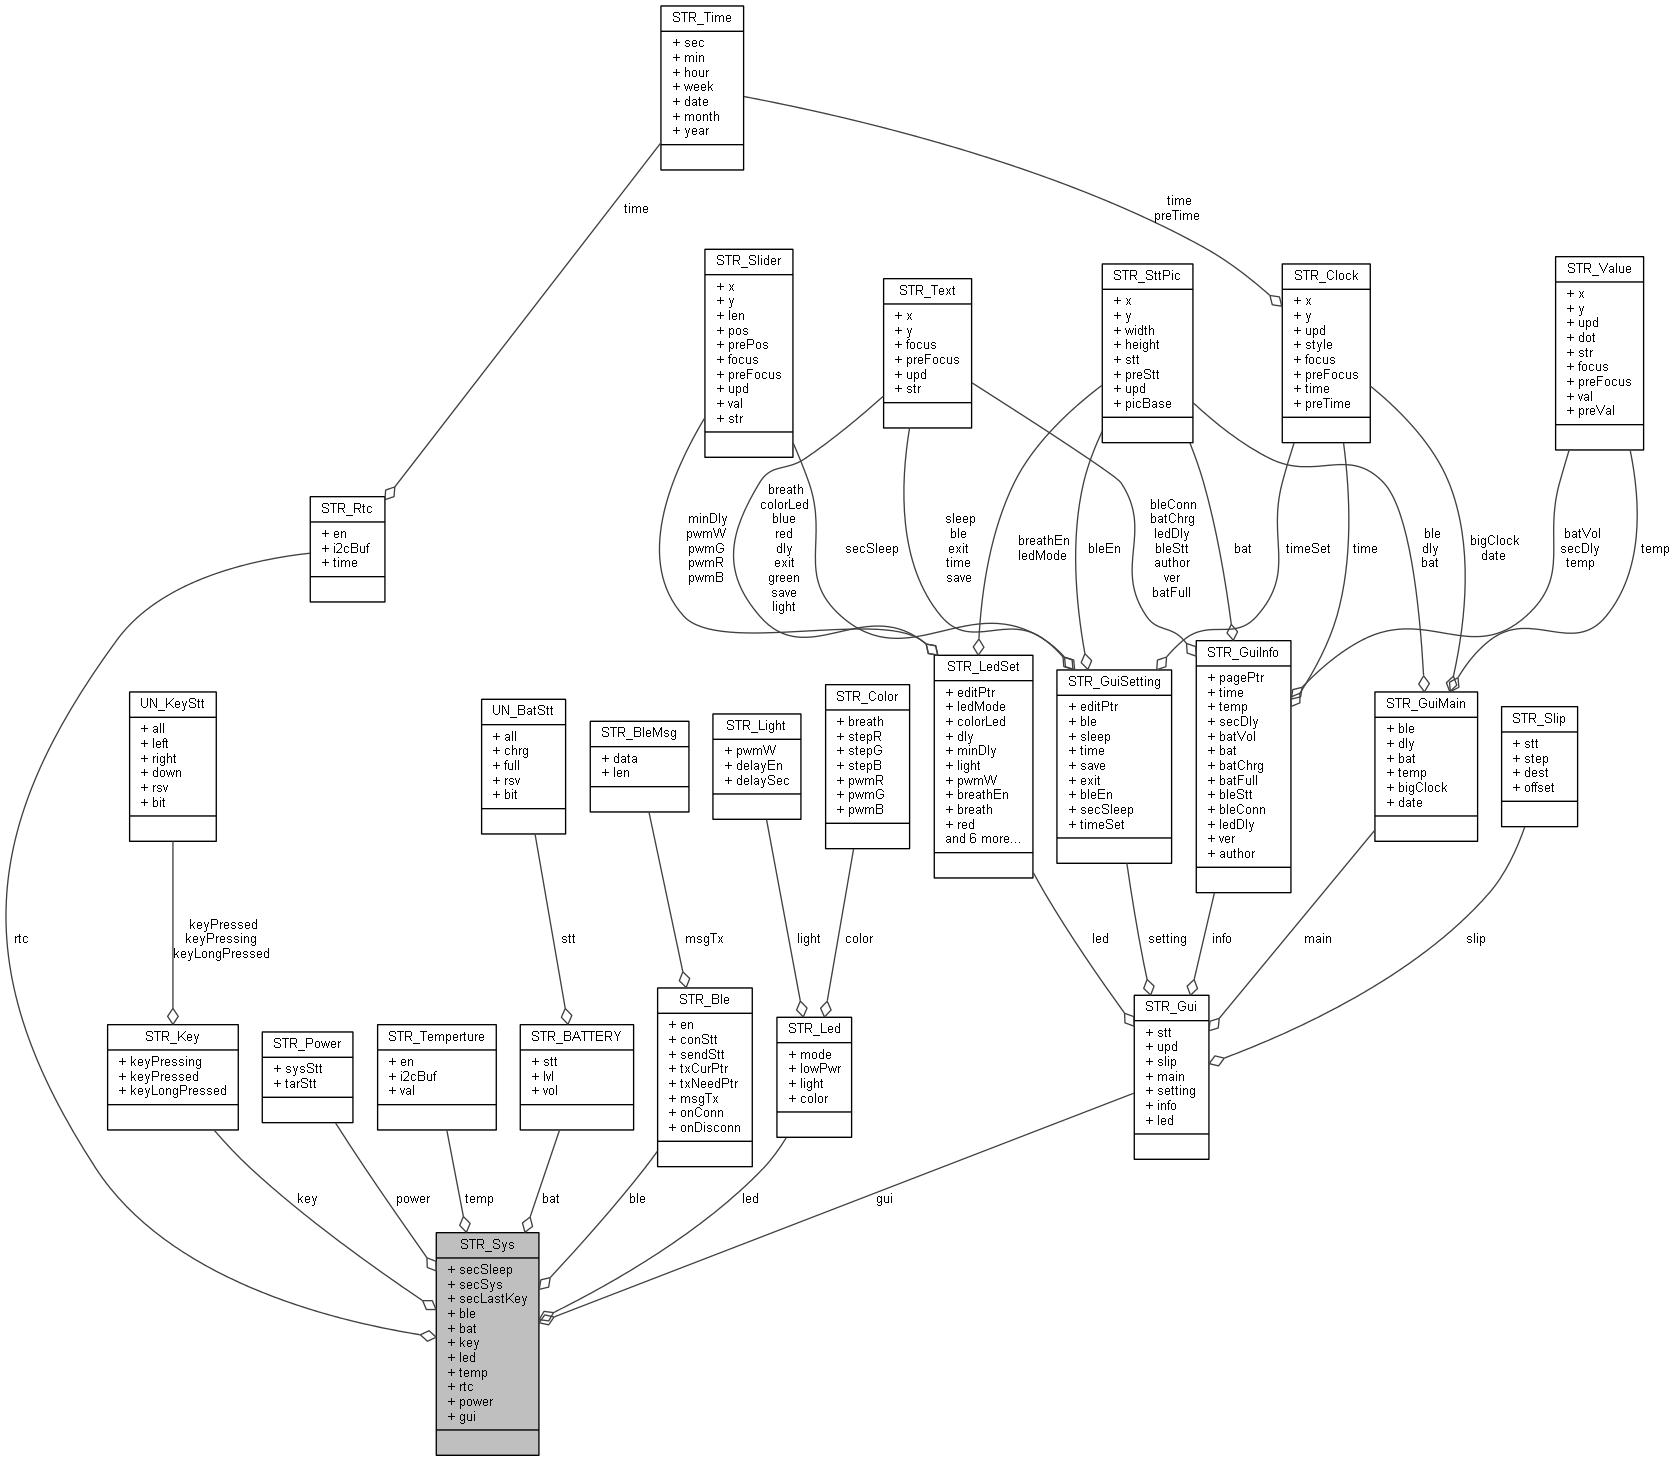 STR_Time
+ sec
+ min
+ hour
+ week
+ date
+ month
+ year
time
time
preTime
STR_Slider
+ x
+ y
+ len
+ pos
+ prePos
+ focus
+ preFocus
+ upd
+ val
+ str
STR_Text
+ x
+ y
+ focus
+ preFocus
+ upd
+ str
STR_SttPic
+ x
+ y
+ width
+ height
+ stt
+ preStt
+ upd
+ picBase
STR_Clock
+ x
+ y
+ upd
+ style
+ focus
+ preFocus
+ time
+ preTime
STR_Value
+ x
+ y
+ upd
+ dot
+ str
+ focus
+ preFocus
+ val
+ preVal
STR_Rtc
+ en
+ i2cBuf
+ time
minDly
pwmW
pwmG
pwmR
pwmB
breath
colorLed
blue
red
dly
exit
green
save
light
secSleep
sleep
ble
exit
time
save
breathEn
ledMode
bleEn
bleConn
batChrg
ledDly
bleStt
author
ver
batFull
bat
timeSet
time
ble
dly
bat
bigClock
date
batVol
secDly
temp
temp
UN_KeyStt
+ all
+ left
+ right
+ down
+ rsv
+ bit
UN_BatStt
+ all
+ chrg
+ full
+ rsv
+ bit
STR_BleMsg
+ data
+ len
STR_Light
+ pwmW
+ delayEn
+ delaySec
STR_Color
+ breath
+ stepR
+ stepG
+ stepB
+ pwmR
+ pwmG
+ pwmB
STR_LedSet
+ editPtr
+ ledMode
+ colorLed
+ dly
+ minDly
+ light
+ pwmW
+ breathEn
+ breath
+ red
and 6 more...
STR_GuiSetting
+ editPtr
+ ble
+ sleep
+ time
+ save
+ exit
+ bleEn
+ secSleep
+ timeSet
STR_GuiInfo
+ pagePtr
+ time
+ temp
+ secDly
+ batVol
+ bat
+ batChrg
+ batFull
+ bleStt
+ bleConn
+ ledDly
+ ver
+ author
STR_GuiMain
+ ble
+ dly
+ bat
+ temp
+ bigClock
+ date
STR_Slip
+ stt
+ step
+ dest
+ offset
rtc
keyPressed
keyPressing
keyLongPressed
stt
msgTx
light
color
led
setting
info
main
slip
STR_Key
+ keyPressing
+ keyPressed
+ keyLongPressed
STR_Power
+ sysStt
+ tarStt
STR_Temperture
+ en
+ i2cBuf
+ val
STR_BATTERY
+ stt
+ lvl
+ vol
STR_Ble
+ en
+ conStt
+ sendStt
+ txCurPtr
+ txNeedPtr
+ msgTx
+ onConn
+ onDisconn
STR_Led
+ mode
+ lowPwr
+ light
+ color
STR_Gui
+ stt
+ upd
+ slip
+ main
+ setting
+ info
+ led
key
power
temp
bat
ble
led
gui
STR_Sys
+ secSleep
+ secSys
+ secLastKey
+ ble
+ bat
+ key
+ led
+ temp
+ rtc
+ power
+ gui